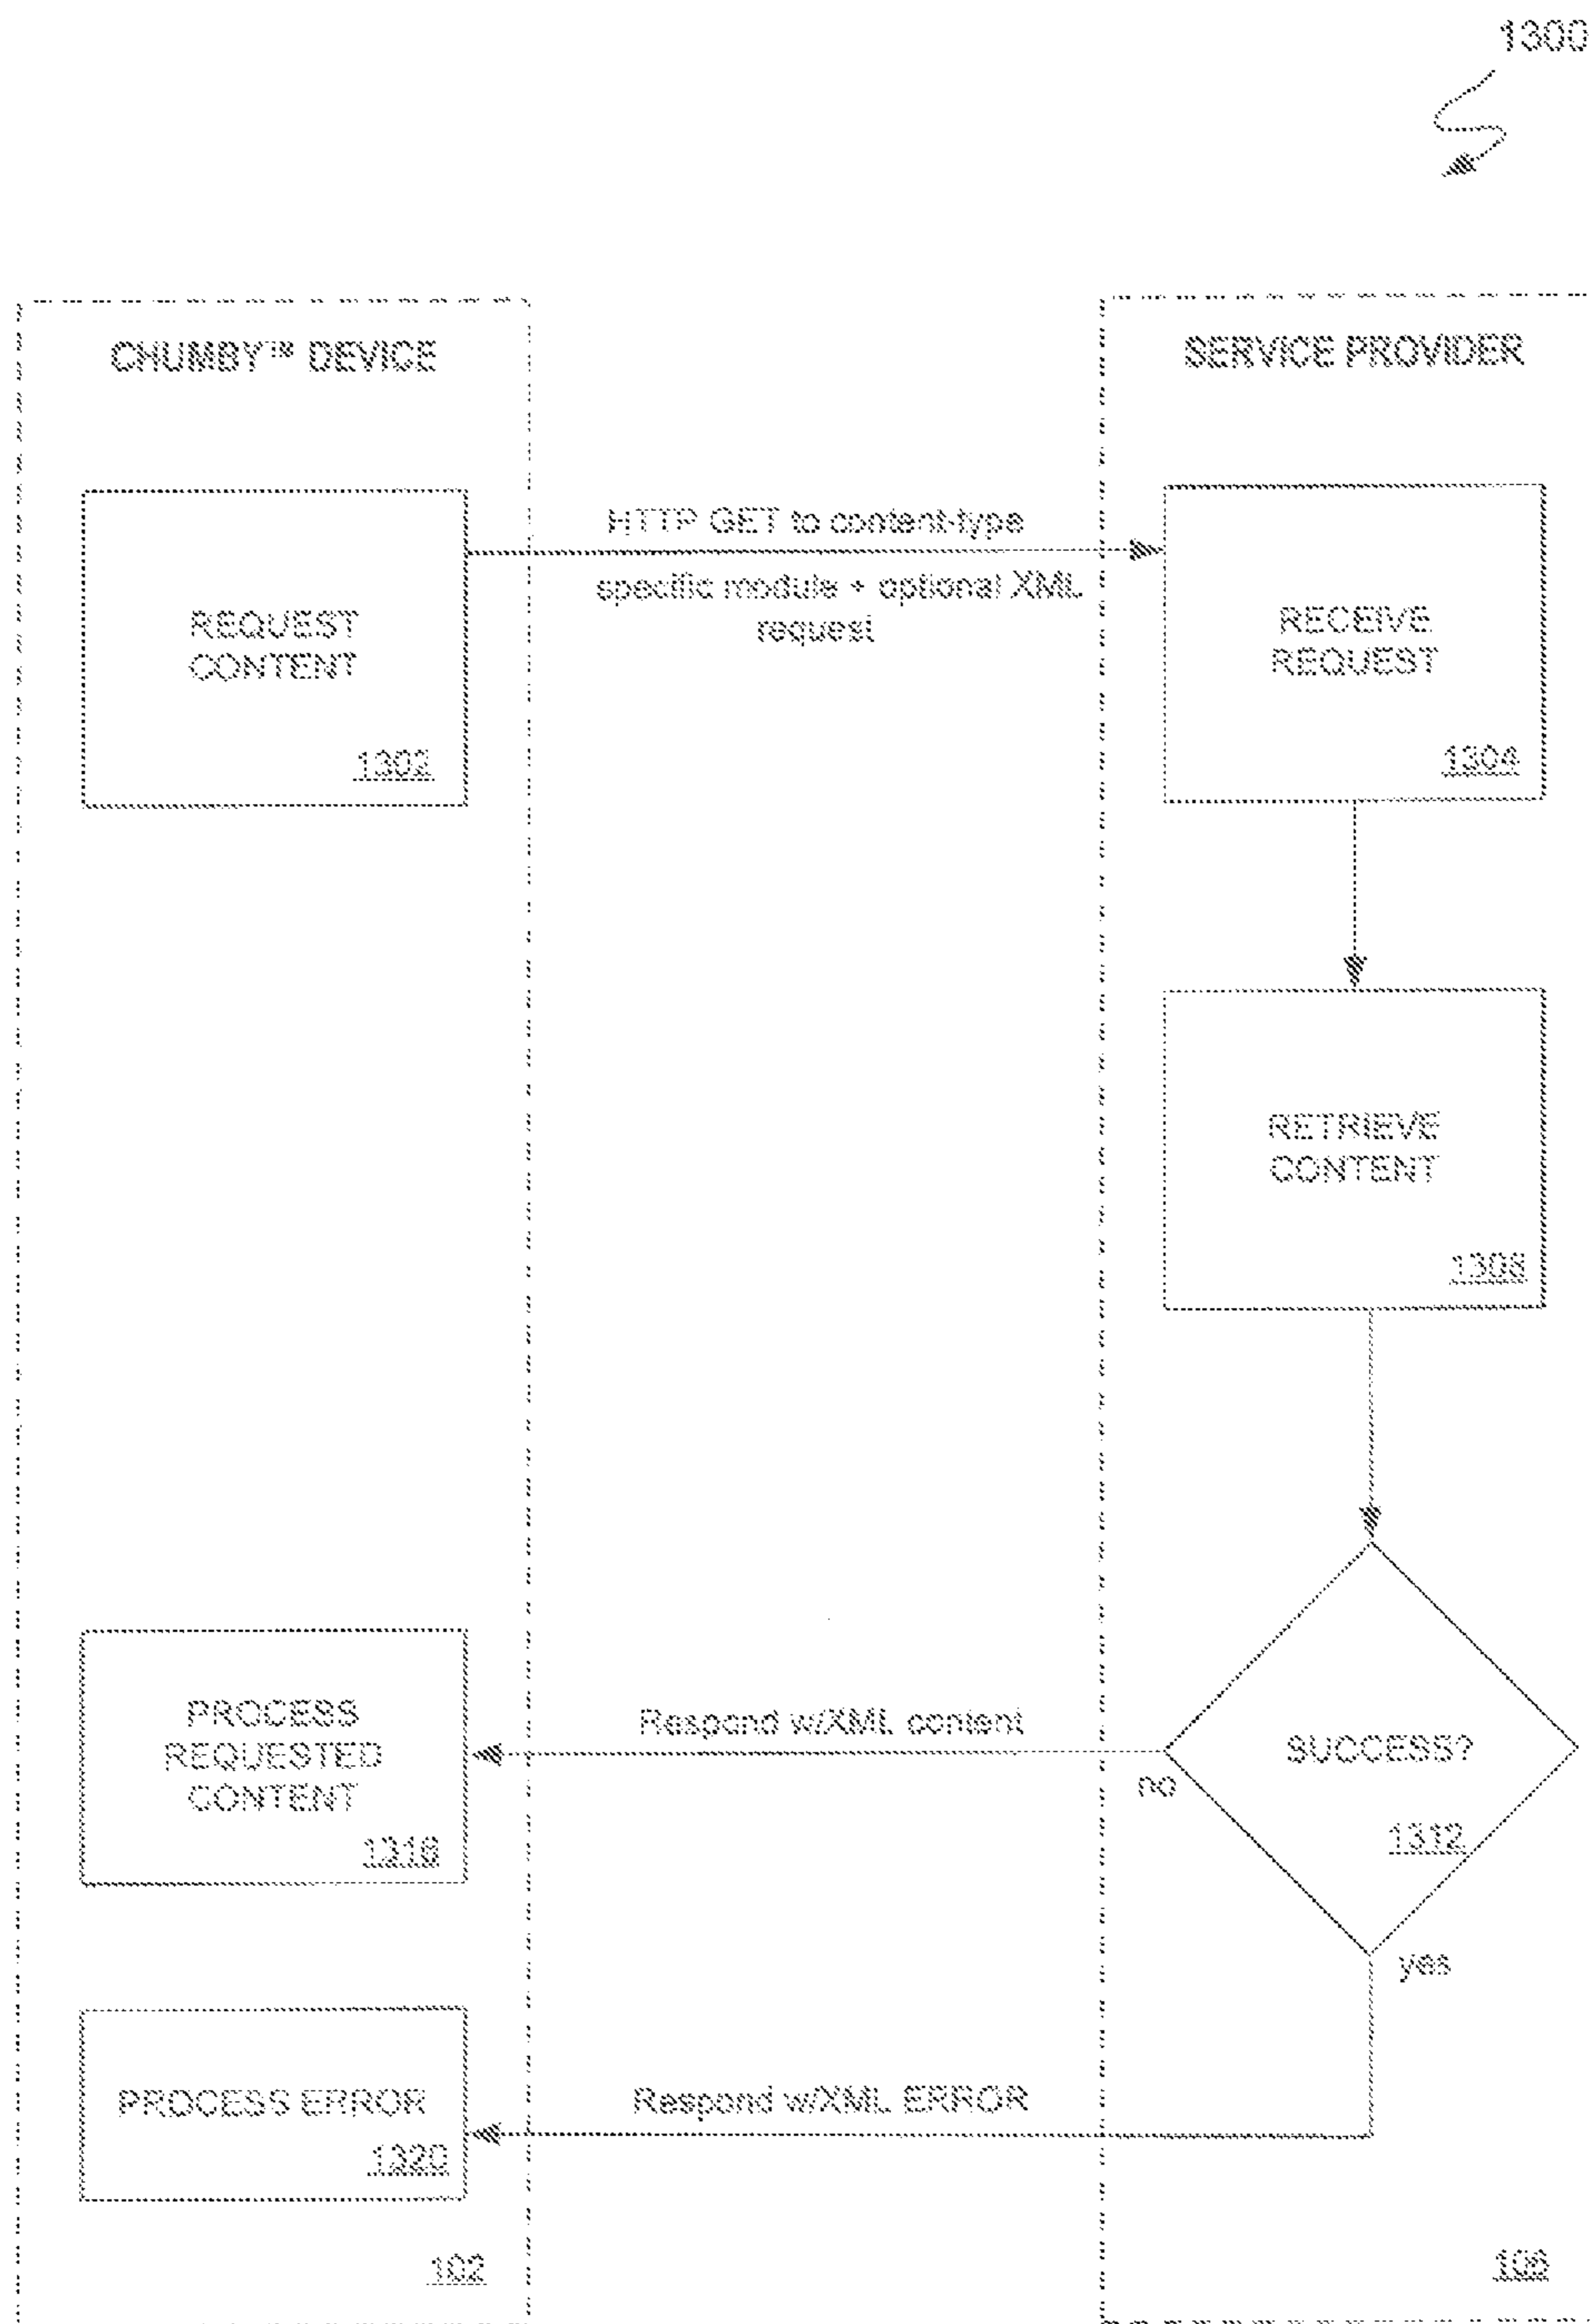 1300
CHUMBY™ DEVICE
SERVICE PROVIDER
HTTP GET to content-type
specific module + optional XML
request
REQUEST
CONTENT
1302
RECEIVE
REQUEST
1304
RETRIEVE
CONTENT
1308
PROCESS
REQUESTED
CONTENT
1316
Respond w/XML content
no
SUCCESS?
1312
yes
PROCESS ERROR
1320
Respond w/XML ERROR
102
106